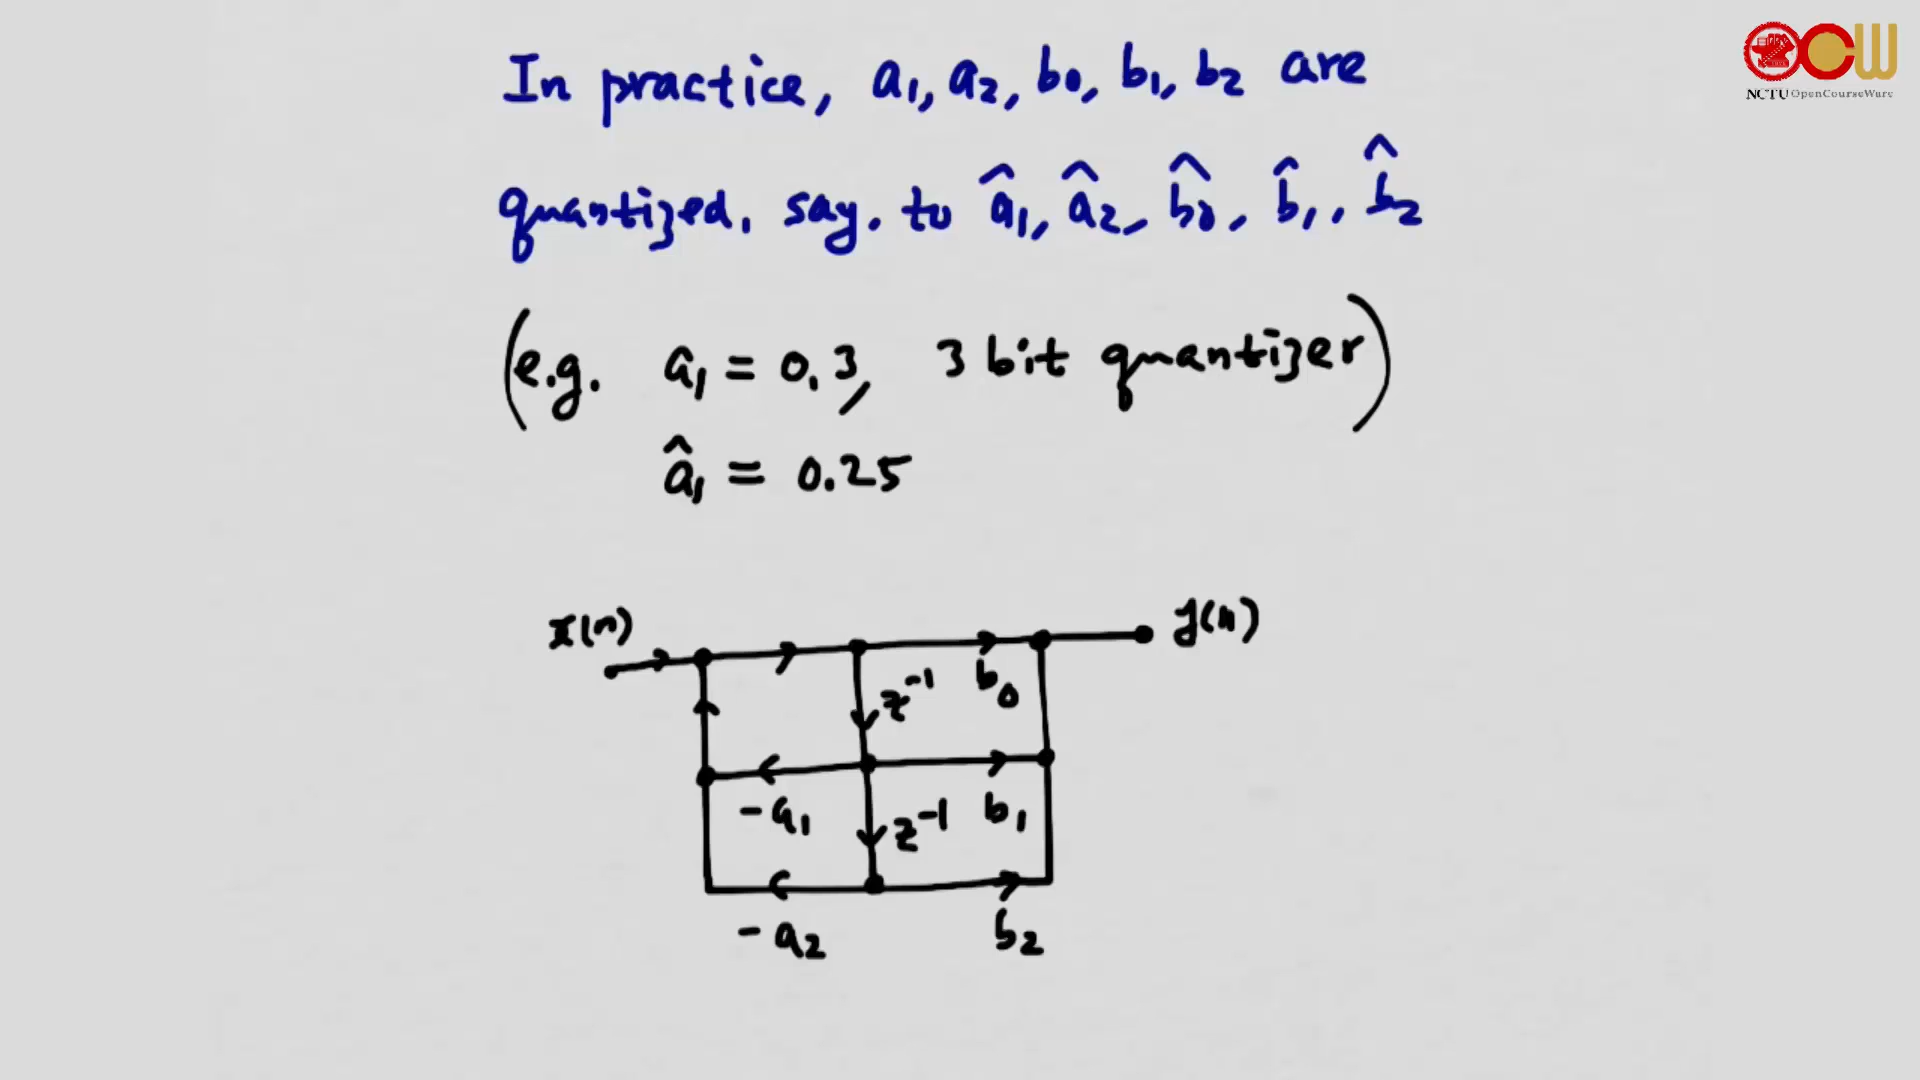 In practice, a₁, a₂, b₀, b₁, b₂ are
quantized, say, to â₁, â₂, b̂₀, b̂₁, b̂₂
(e.g. a₁ = 0.3, 3 bit quantizer)
â₁ = 0.25
x(n)
y(n)
z⁻¹
b₀
-a₁
z⁻¹
b₁
-a₂
b₂
OCW
NCTU OpenCourseWare